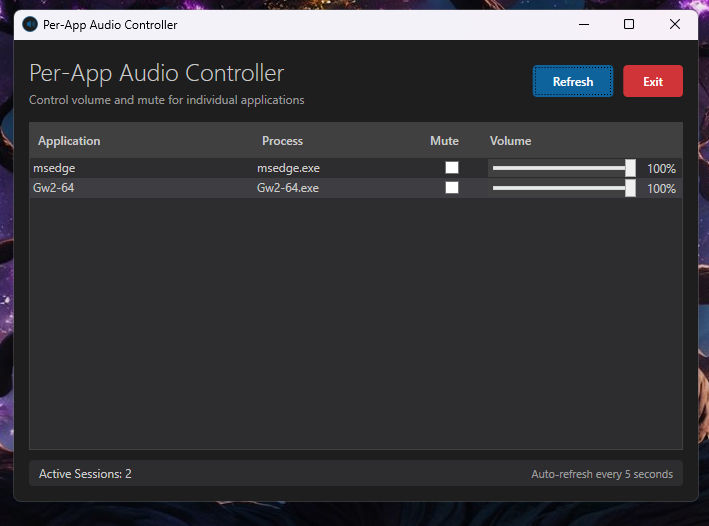 Per-App Audio Controller
Per-App Audio Controller
Control volume and mute for individual applications
Refresh
Exit
Application Process Mute Volume
msedge msedge.exe 100%
Gw2-64 Gw2-64.exe 100%
Active Sessions: 2
Auto-refresh every 5 seconds